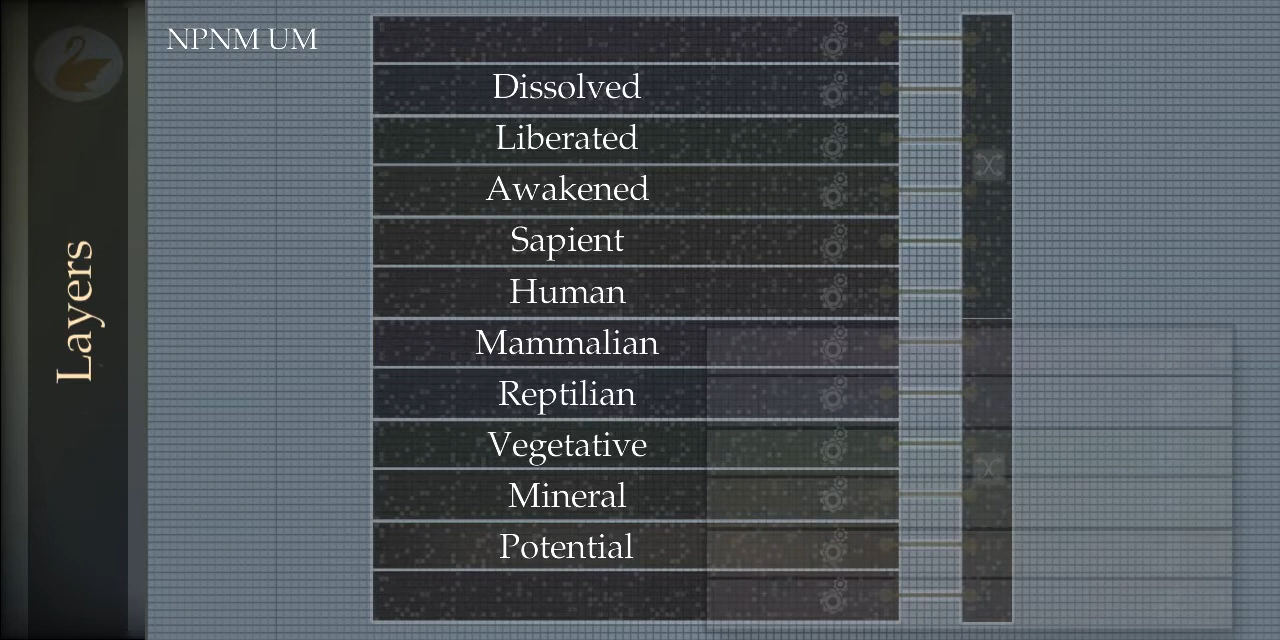 NPNM UM
Layers
Dissolved
Liberated
Awakened
Sapient
Human
Mammalian
Reptilian
Vegetative
Mineral
Potential